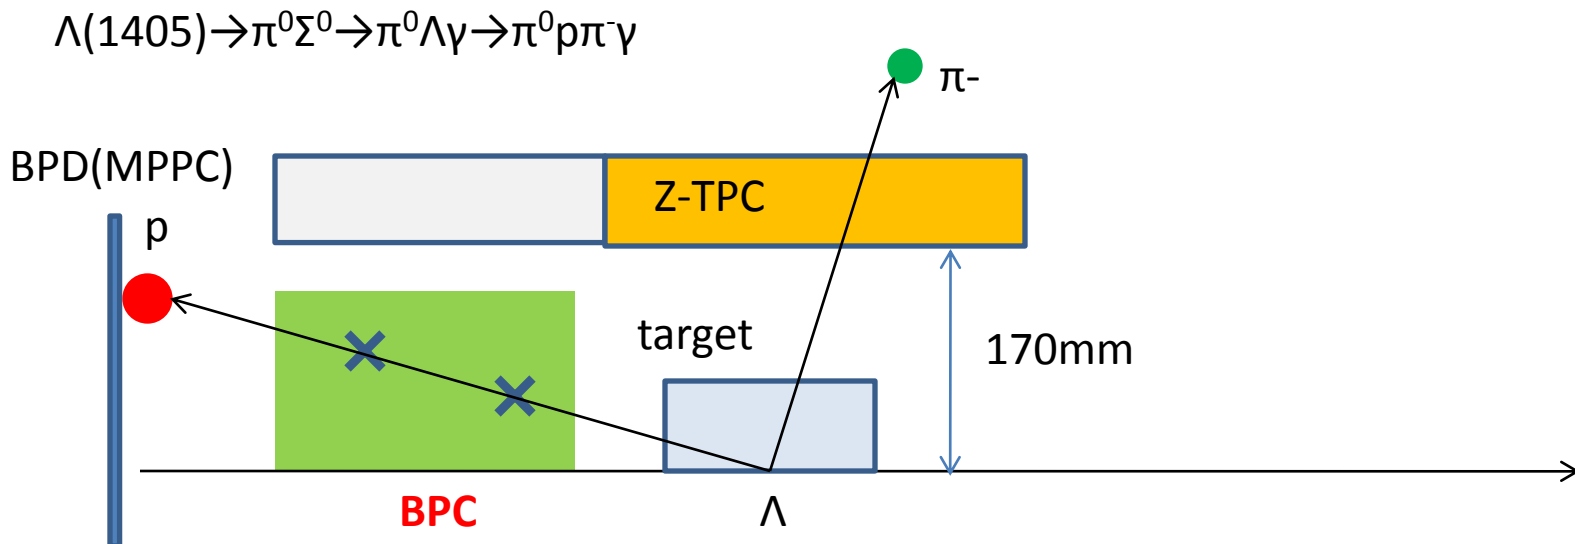 Λ(1405)→π⁰Σ⁰→π⁰Λγ→π⁰pπ⁻γ
π-
BPD(MPPC)
p
Z-TPC
target
170mm
BPC
Λ